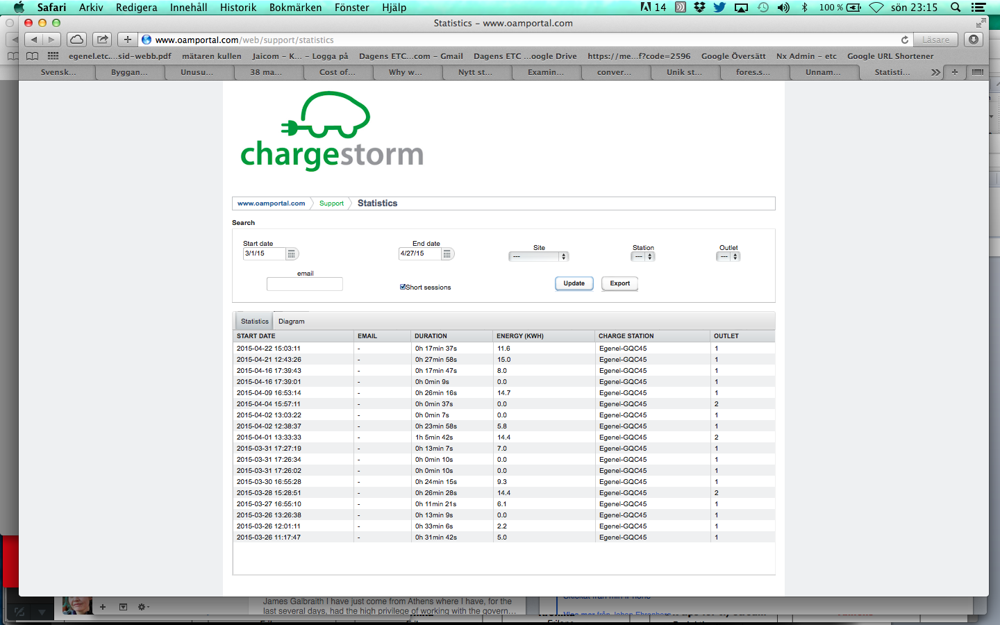 Safari Arkiv Redigera Innehåll Historik Bokmärken Fönster Hjälp 14 100 % sön 23:15
Statistics – www.oamportal.com
www.oamportal.com/web/support/statistics Läsare
egenel.etc....sid-webb.pdf mätaren kullen Jaicom – K... – Logga på Dagens ETC...com – Gmail Dagens ETC ...oogle Drive https://me...f?code=2596 Google Översätt Nx Admin – etc Google URL Shortener
Svensk... Byggan... Unusu... 38 ma... Cost of... Why w... Nytt st... Examin... conver... Unik st... fores.s... Unnam... Statisti...
chargestorm
www.oamportal.com Support Statistics
Search
Start date End date Site Station Outlet
3/1/15 4/27/15 --- --- ---
email
Short sessions Update Export
Statistics Diagram
START DATE EMAIL DURATION ENERGY (KWH) CHARGE STATION OUTLET
2015-04-22 15:03:11 - 0h 17min 37s 11.6 Egenel-GQC45 1
2015-04-21 12:43:26 - 0h 27min 58s 15.0 Egenel-GQC45 1
2015-04-16 17:39:43 - 0h 17min 47s 8.0 Egenel-GQC45 1
2015-04-16 17:39:01 - 0h 0min 9s 0.0 Egenel-GQC45 1
2015-04-09 16:53:14 - 0h 26min 16s 14.7 Egenel-GQC45 1
2015-04-04 15:57:11 - 0h 0min 37s 0.0 Egenel-GQC45 2
2015-04-02 13:03:22 - 0h 0min 7s 0.0 Egenel-GQC45 1
2015-04-02 12:38:37 - 0h 23min 58s 5.8 Egenel-GQC45 1
2015-04-01 13:33:33 - 1h 5min 42s 14.4 Egenel-GQC45 2
2015-03-31 17:27:19 - 0h 13min 7s 7.0 Egenel-GQC45 1
2015-03-31 17:26:34 - 0h 0min 10s 0.0 Egenel-GQC45 1
2015-03-31 17:26:02 - 0h 0min 10s 0.0 Egenel-GQC45 1
2015-03-30 16:55:28 - 0h 24min 15s 9.3 Egenel-GQC45 1
2015-03-28 15:28:51 - 0h 26min 28s 14.4 Egenel-GQC45 2
2015-03-27 16:55:10 - 0h 11min 21s 6.1 Egenel-GQC45 1
2015-03-26 13:26:38 - 0h 13min 9s 0.0 Egenel-GQC45 1
2015-03-26 12:01:11 - 0h 33min 6s 2.2 Egenel-GQC45 1
2015-03-26 11:17:47 - 0h 31min 42s 5.0 Egenel-GQC45 1
James Galbraith I have just come from Athens where I have, for the
last several days, had the high privilege of working with the govern...